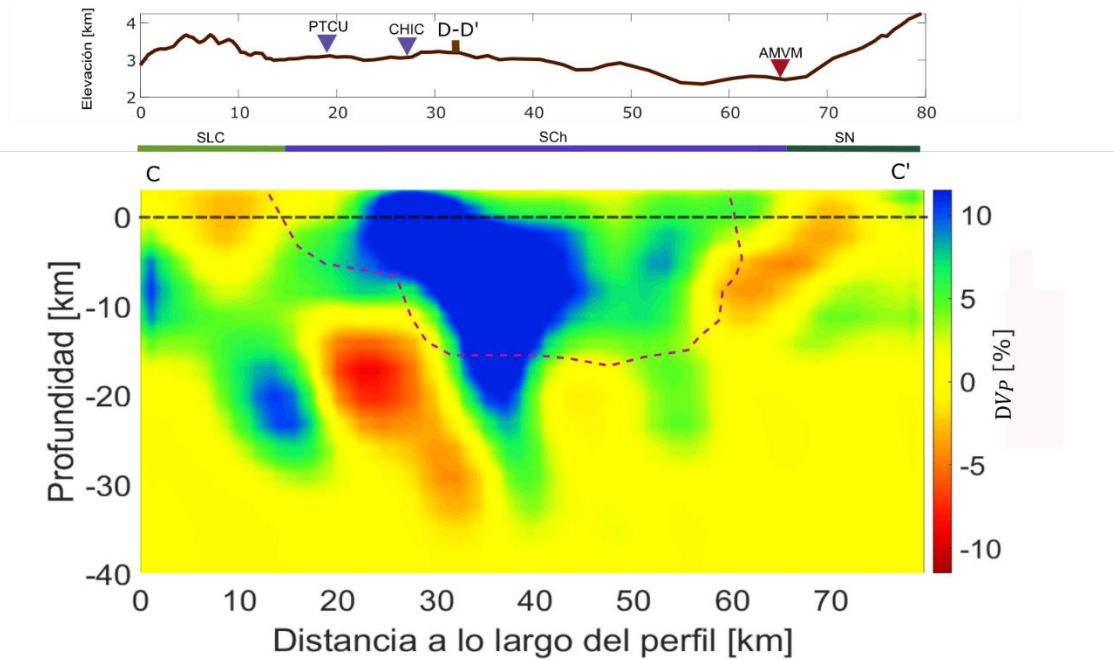 Elevación [km]
4
3
2
PTCU
CHIC
D-D'
AMVM
0 10 20 30 40 50 60 70 80
SLC
SCh
SN
C
C'
Profundidad [km]
0
-10
-20
-30
-40
0 10 20 30 40 50 60 70
Distancia a lo largo del perfil [km]
10
5
0
-5
-10
DVP [%]